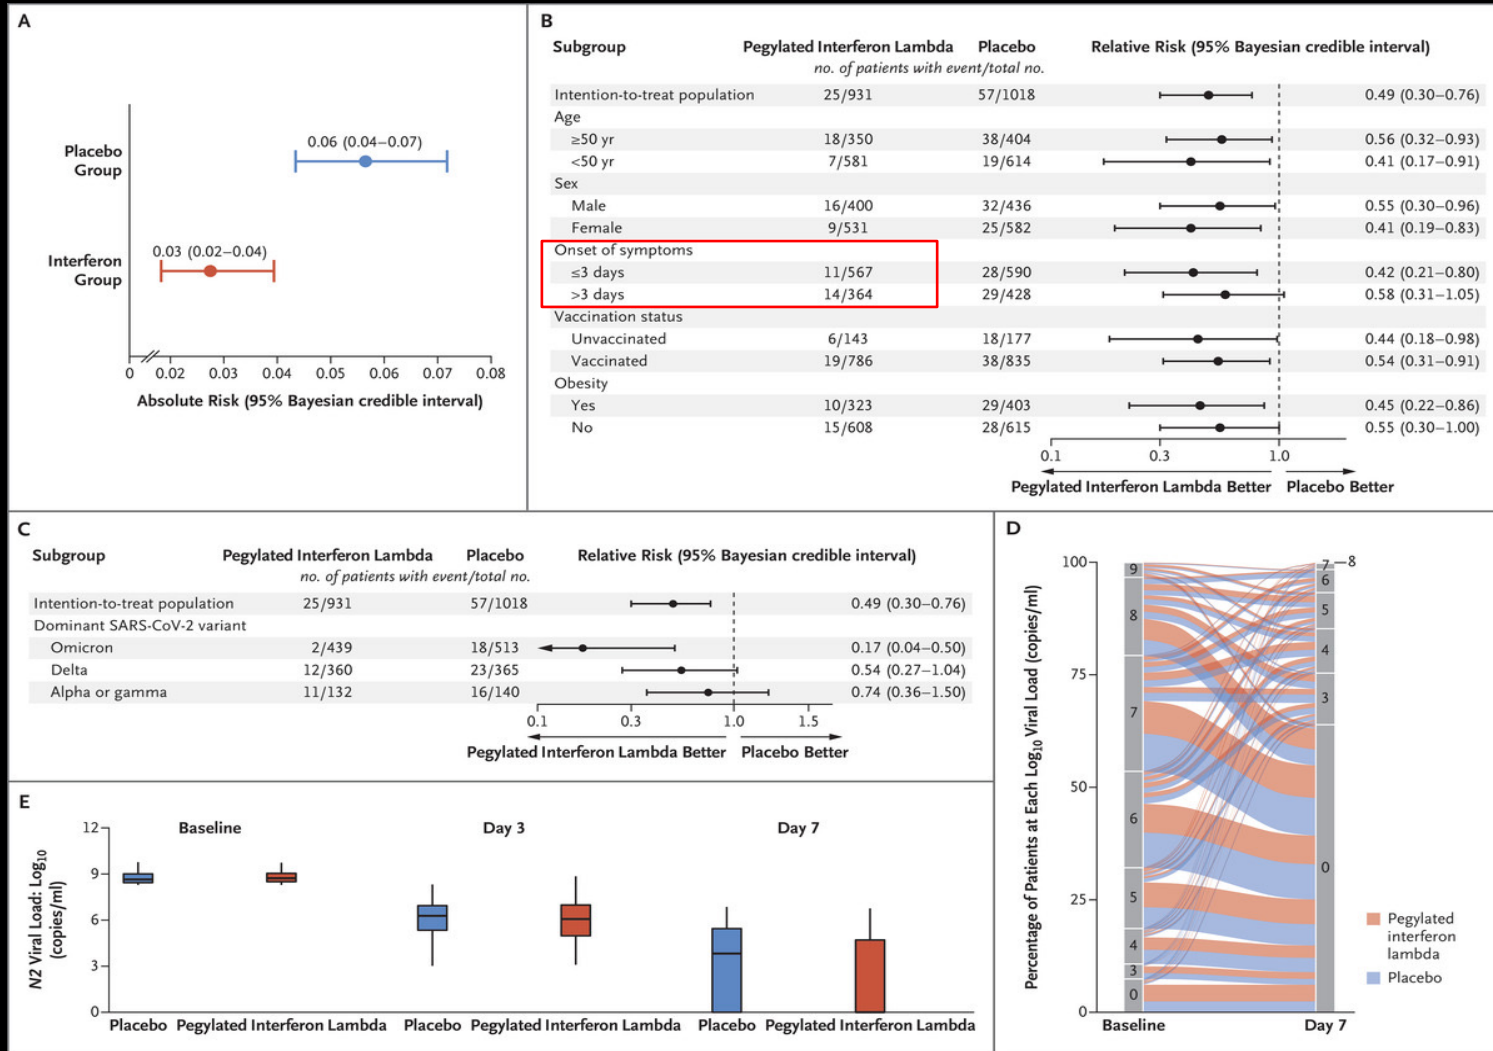 A
Placebo Group
0.06 (0.04–0.07)
Interferon Group
0.03 (0.02–0.04)
0 0.02 0.03 0.04 0.05 0.06 0.07 0.08
Absolute Risk (95% Bayesian credible interval)
B
Subgroup Pegylated Interferon Lambda Placebo Relative Risk (95% Bayesian credible interval)
no. of patients with event/total no.
Intention-to-treat population 25/931 57/1018 0.49 (0.30–0.76)
Age
≥50 yr 18/350 38/404 0.56 (0.32–0.93)
<50 yr 7/581 19/614 0.41 (0.17–0.91)
Sex
Male 16/400 32/436 0.55 (0.30–0.96)
Female 9/531 25/582 0.41 (0.19–0.83)
Onset of symptoms
≤3 days 11/567 28/590 0.42 (0.21–0.80)
>3 days 14/364 29/428 0.58 (0.31–1.05)
Vaccination status
Unvaccinated 6/143 18/177 0.44 (0.18–0.98)
Vaccinated 19/786 38/835 0.54 (0.31–0.91)
Obesity
Yes 10/323 29/403 0.45 (0.22–0.86)
No 15/608 28/615 0.55 (0.30–1.00)
0.1 0.3 1.0
Pegylated Interferon Lambda Better Placebo Better
C
Subgroup Pegylated Interferon Lambda Placebo Relative Risk (95% Bayesian credible interval)
no. of patients with event/total no.
Intention-to-treat population 25/931 57/1018 0.49 (0.30–0.76)
Dominant SARS-CoV-2 variant
Omicron 2/439 18/513 0.17 (0.04–0.50)
Delta 12/360 23/365 0.54 (0.27–1.04)
Alpha or gamma 11/132 16/140 0.74 (0.36–1.50)
0.1 0.3 1.0 1.5
Pegylated Interferon Lambda Better Placebo Better
D
Percentage of Patients at Each Log10 Viral Load (copies/ml)
100
75
50
25
0
9
8
7
6
5
4
3
0
7 8
6
5
4
3
0
Baseline Day 7
Pegylated
interferon
lambda
Placebo
E
N2 Viral Load: Log10
(copies/ml)
12
9
6
3
0
Baseline Day 3 Day 7
Placebo Pegylated Interferon Lambda Placebo Pegylated Interferon Lambda Placebo Pegylated Interferon Lambda